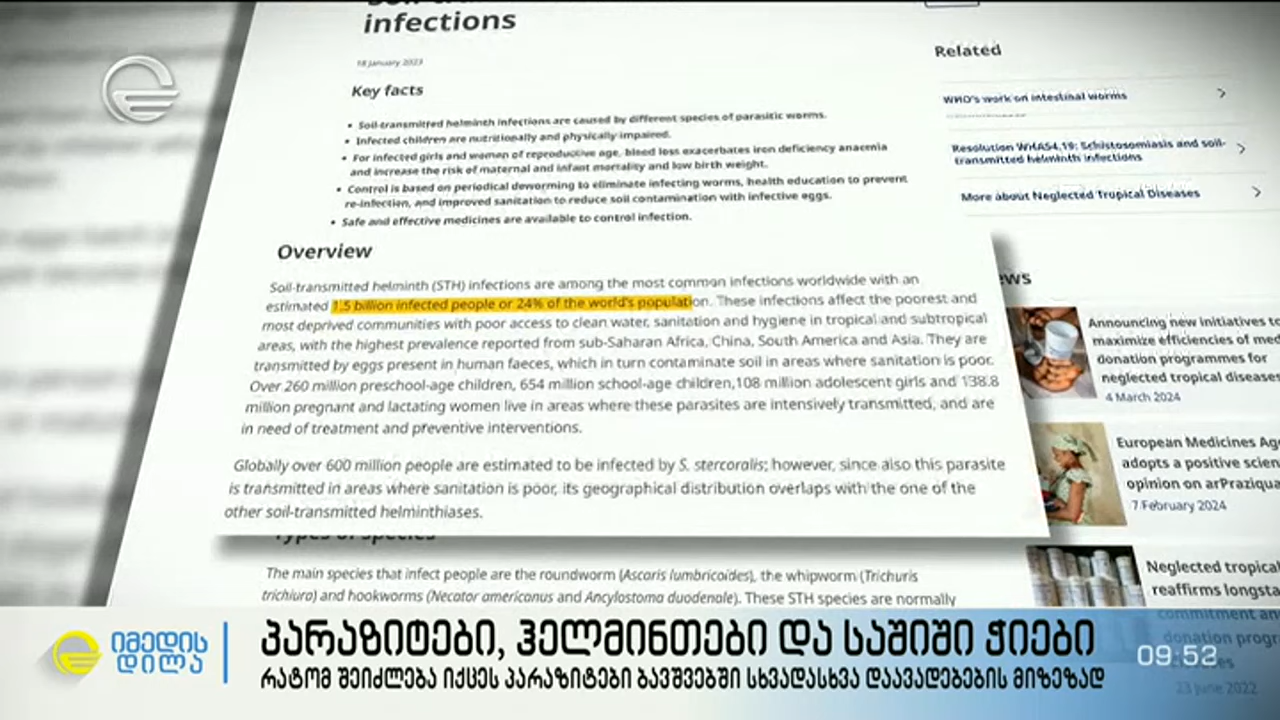 infections
18 January 2023
Key facts
• Soil-transmitted helminth infections are caused by different species of parasitic worms.
• Infected children are nutritionally and physically impaired.
• For infected girls and women of reproductive age, bleed loss exacerbates iron deficiency anaemia
and increase the risk of maternal and infant mortality and low birth weight.
• Control is based on periodical deworming to eliminate infecting worms, health education to prevent
re-infection, and improved sanitation to reduce soil contamination with infective eggs.
• Safe and effective medicines are available to control infection.
Overview
Soil-transmitted helminth (STH) infections are among the most common infections worldwide with an
estimated 1.5 billion infected people or 24% of the world's population. These infections affect the poorest and
most deprived communities with poor access to clean water, sanitation and hygiene in tropical and subtropical
areas, with the highest prevalence reported from sub-Saharan Africa, China, South America and Asia. They are
transmitted by eggs present in human faeces, which in turn contaminate soil in areas where sanitation is poor.
Over 260 million preschool-age children, 654 million school-age children,108 million adolescent girls and 138.8
million pregnant and lactating women live in areas where these parasites are intensively transmitted, and are
in need of treatment and preventive interventions.
Globally over 600 million people are estimated to be infected by S. stercoralis; however, since also this parasite
is transmitted in areas where sanitation is poor, its geographical distribution overlaps with the one of the
other soil-transmitted helminthiases.
Types of species
The main species that infect people are the roundworm (Ascaris lumbricoides), the whipworm (Trichuris
trichiura) and hookworms (Necator americanus and Ancylostoma duodenale). These STH species are normally
Related
WHO's work on intestinal worms
Resolution WHA54.19: Schistosomiasis and soil-
transmitted helminth infections
More about Neglected Tropical Diseases
ews
Announcing new initiatives to
maximize efficiencies of med
donation programmes for
neglected tropical diseases
4 March 2024
European Medicines Ag
adopts a positive scien
opinion on arPraziqua
7 February 2024
Neglected tropical
reaffirms longsta
commitment an
donation progr
23 June 2022
იმედის
დილა
პარაზიტები, ჰელმინთები და საშიში ჭიები
რატომ შეიძლება იქცეს პარაზიტები ბავშვებში სხვადასხვა დაავადებების მიზეზად
09:52